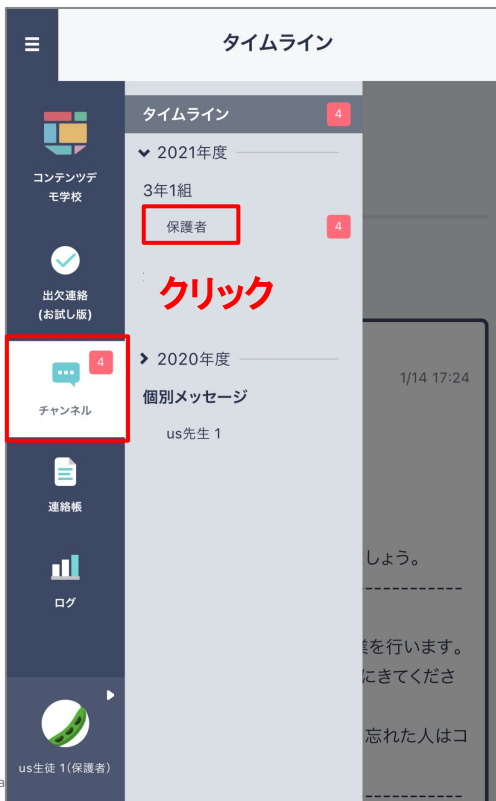 タイムライン
コンテンツデ
モ学校
出欠連絡
(お試し版)
4
チャンネル
連絡帳
ログ
us生徒 1(保護者)
タイムライン 4
2021年度
3年1組
保護者 4
クリック
2020年度
個別メッセージ
us先生 1
1/14 17:24
しょう。
-----------
を行います。
にきてくださ
忘れた人はコ
-----------